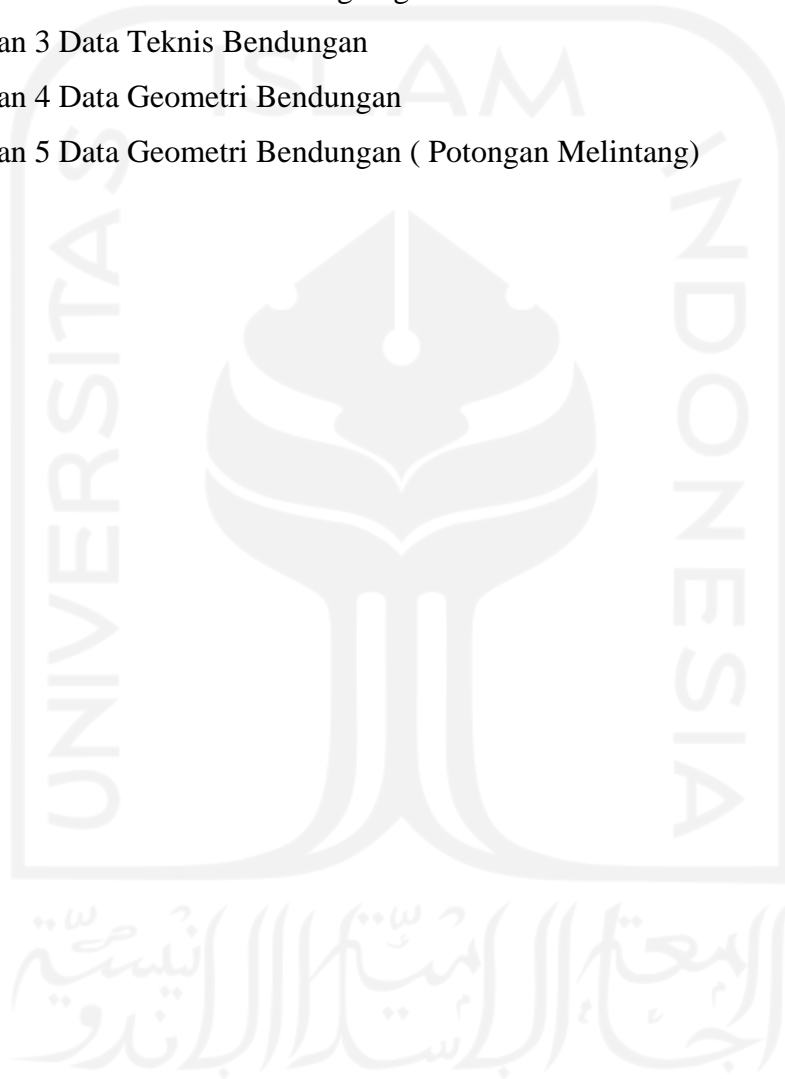 an 3 Data Teknis Bendungan
an 4 Data Geometri Bendungan
an 5 Data Geometri Bendungan ( Potongan Melintang)
ISLAM
UNIVERSITAS
INDONESIA